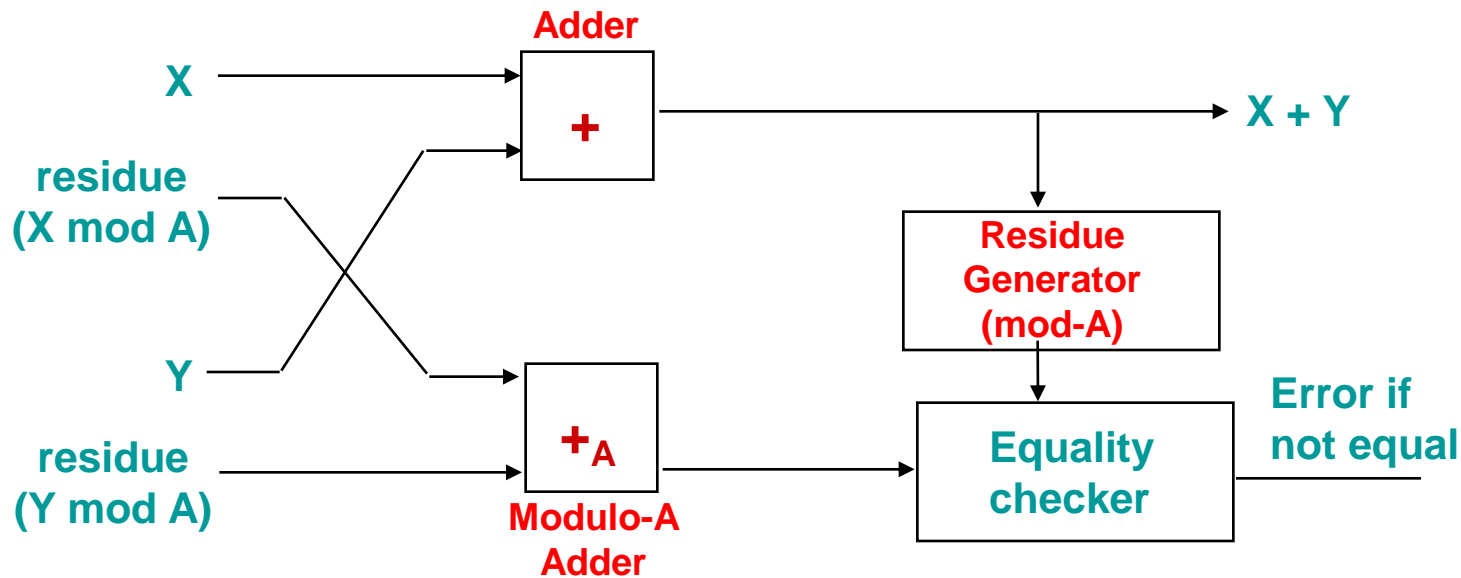 Adder
X
+
X + Y
residue
(X mod A)
Residue
Generator
(mod-A)
Y
+A
Error if
not equal
Equality
checker
residue
(Y mod A)
Modulo-A
Adder